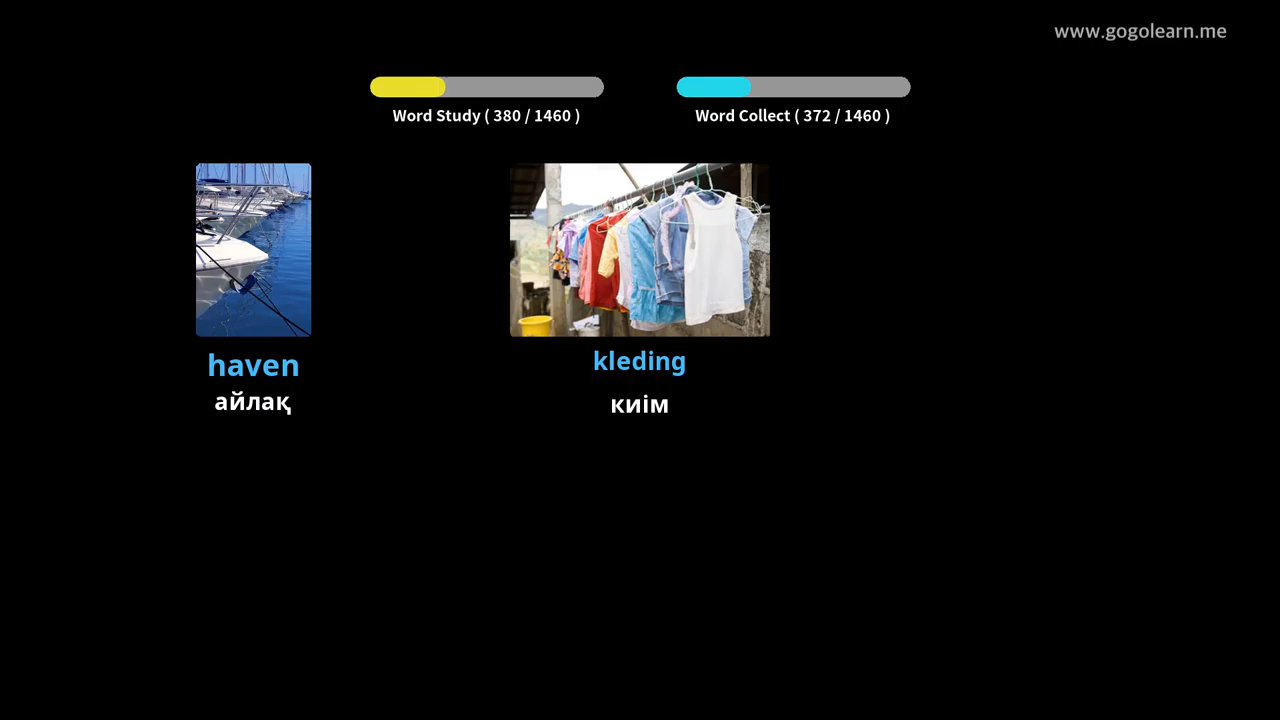 www.gogolearn.me
Word Study ( 380 / 1460 )
Word Collect ( 372 / 1460 )
haven
айлақ
kleding
киім